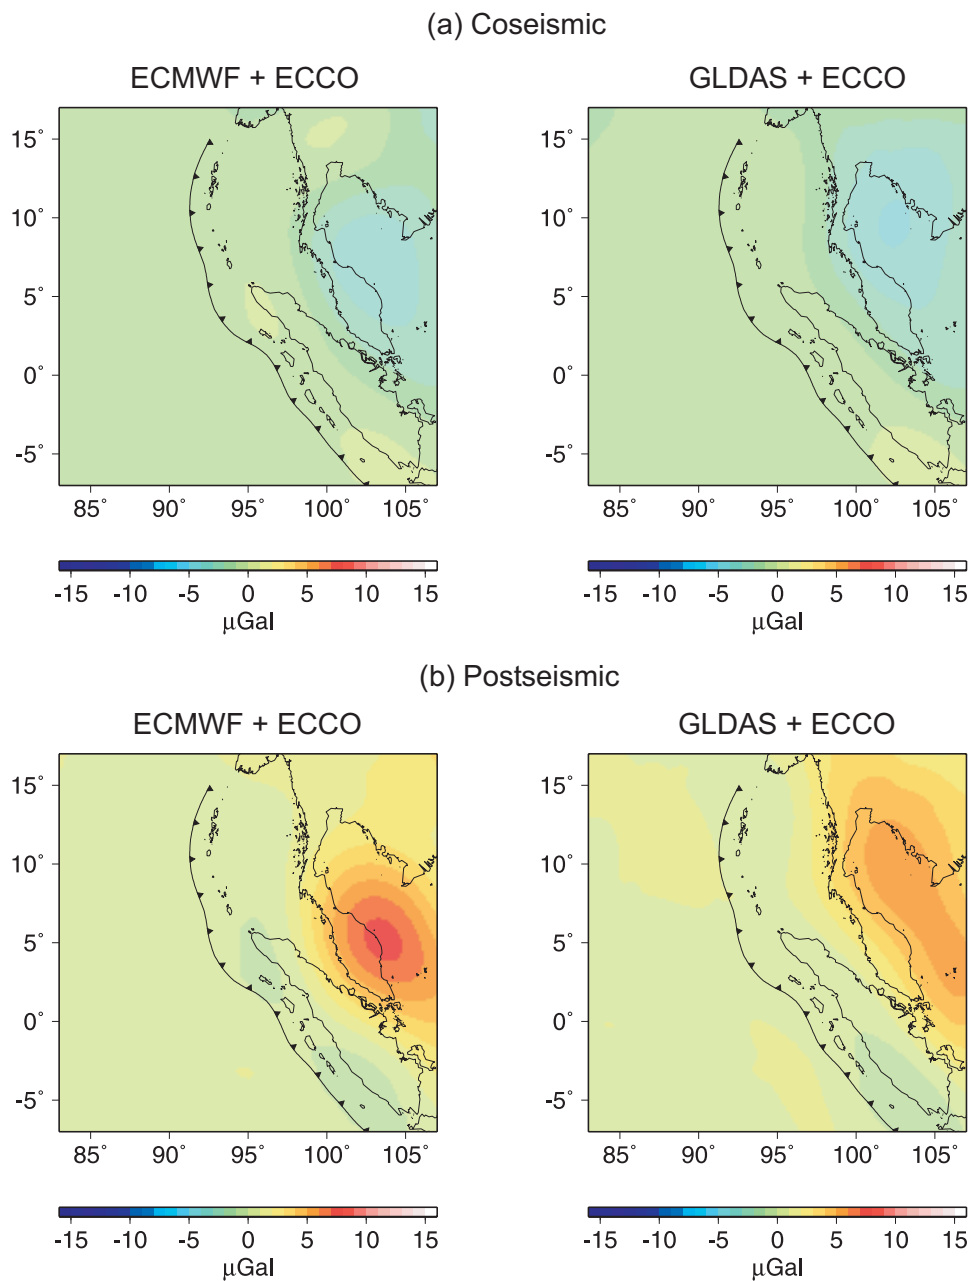 (a) Coseismic
ECMWF + ECCO
GLDAS + ECCO
15˚
10˚
5˚
0˚
-5˚
85˚ 90˚ 95˚ 100˚ 105˚
15˚
10˚
5˚
0˚
-5˚
85˚ 90˚ 95˚ 100˚ 105˚
-15 -10 -5 0 5 10 15
μGal
-15 -10 -5 0 5 10 15
μGal
(b) Postseismic
ECMWF + ECCO
GLDAS + ECCO
15˚
10˚
5˚
0˚
-5˚
85˚ 90˚ 95˚ 100˚ 105˚
15˚
10˚
5˚
0˚
-5˚
85˚ 90˚ 95˚ 100˚ 105˚
-15 -10 -5 0 5 10 15
μGal
-15 -10 -5 0 5 10 15
μGal